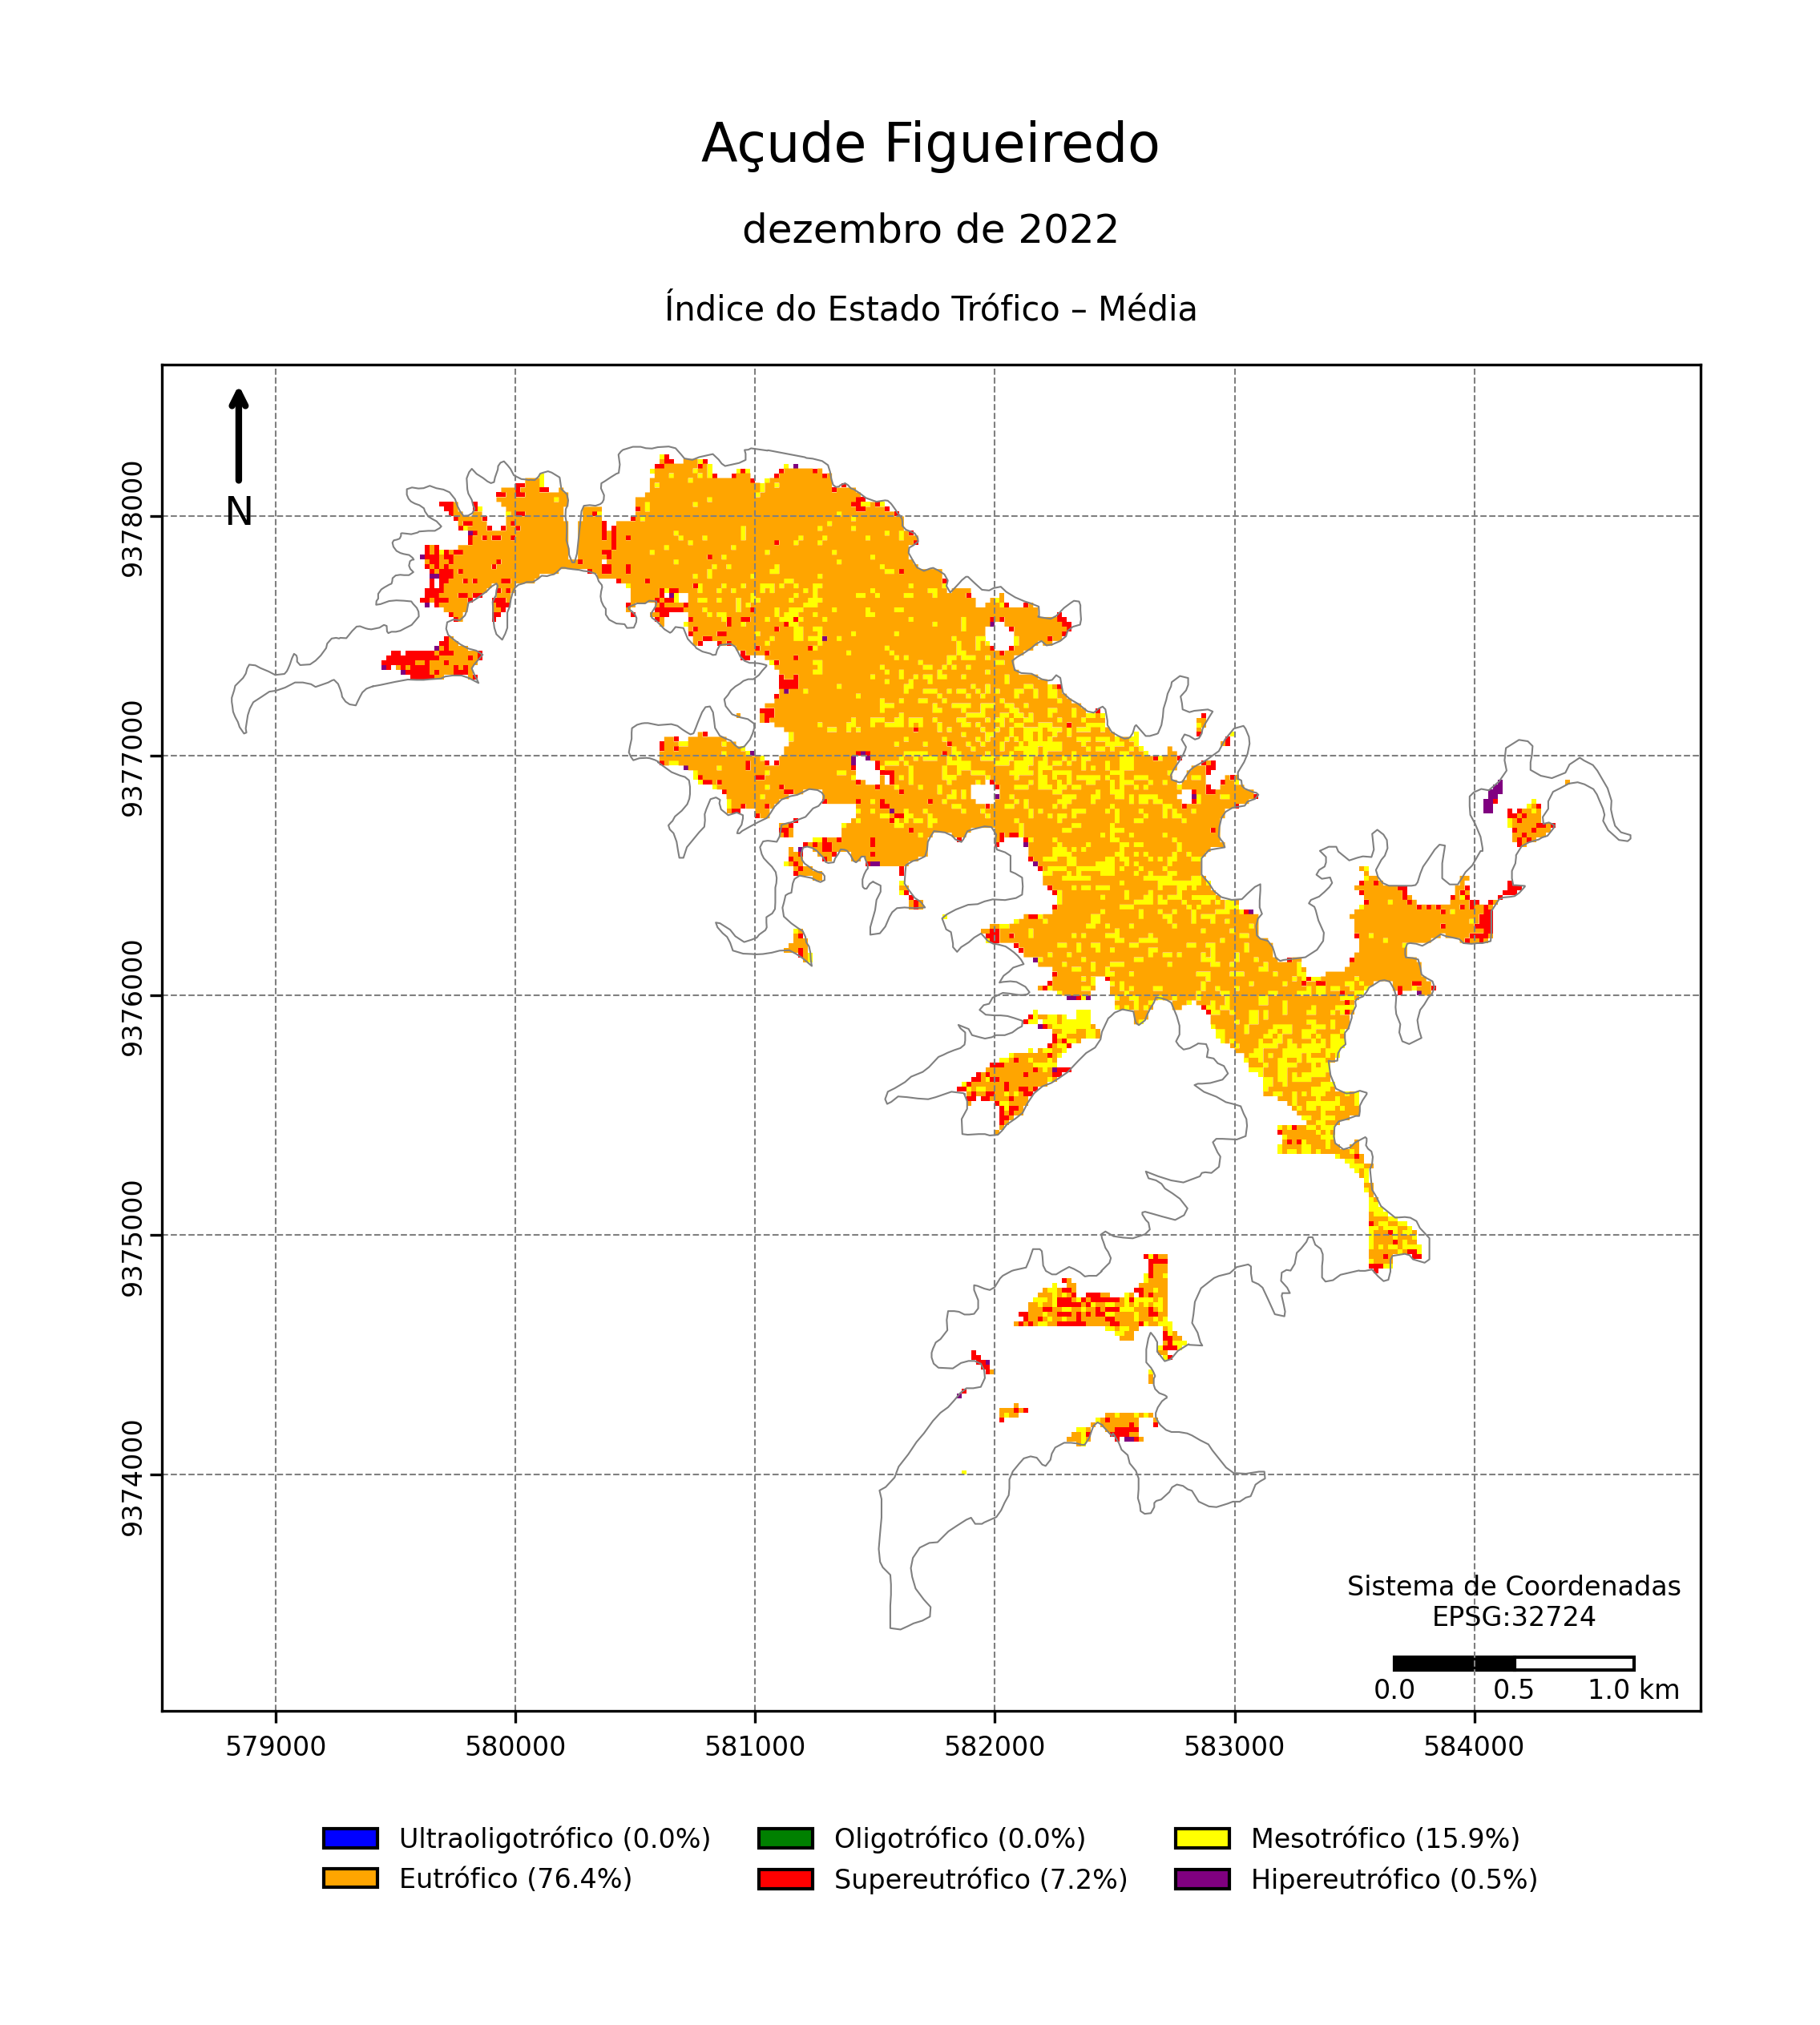 Açude Figueiredo
dezembro de 2022
Índice do Estado Trófico – Média
N
9378000
9377000
9376000
9375000
9374000
Sistema de Coordenadas
EPSG:32724
0.0 0.5 1.0 km
579000 580000 581000 582000 583000 584000
Ultraoligotrófico (0.0%) Oligotrófico (0.0%) Mesotrófico (15.9%)
Eutrófico (76.4%) Supereutrófico (7.2%) Hipereutrófico (0.5%)